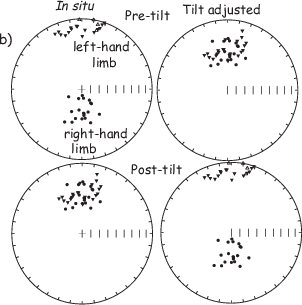 In situ
Pre-tilt
Tilt adjusted
b)
left-hand
limb
right-hand
limb
Post-tilt